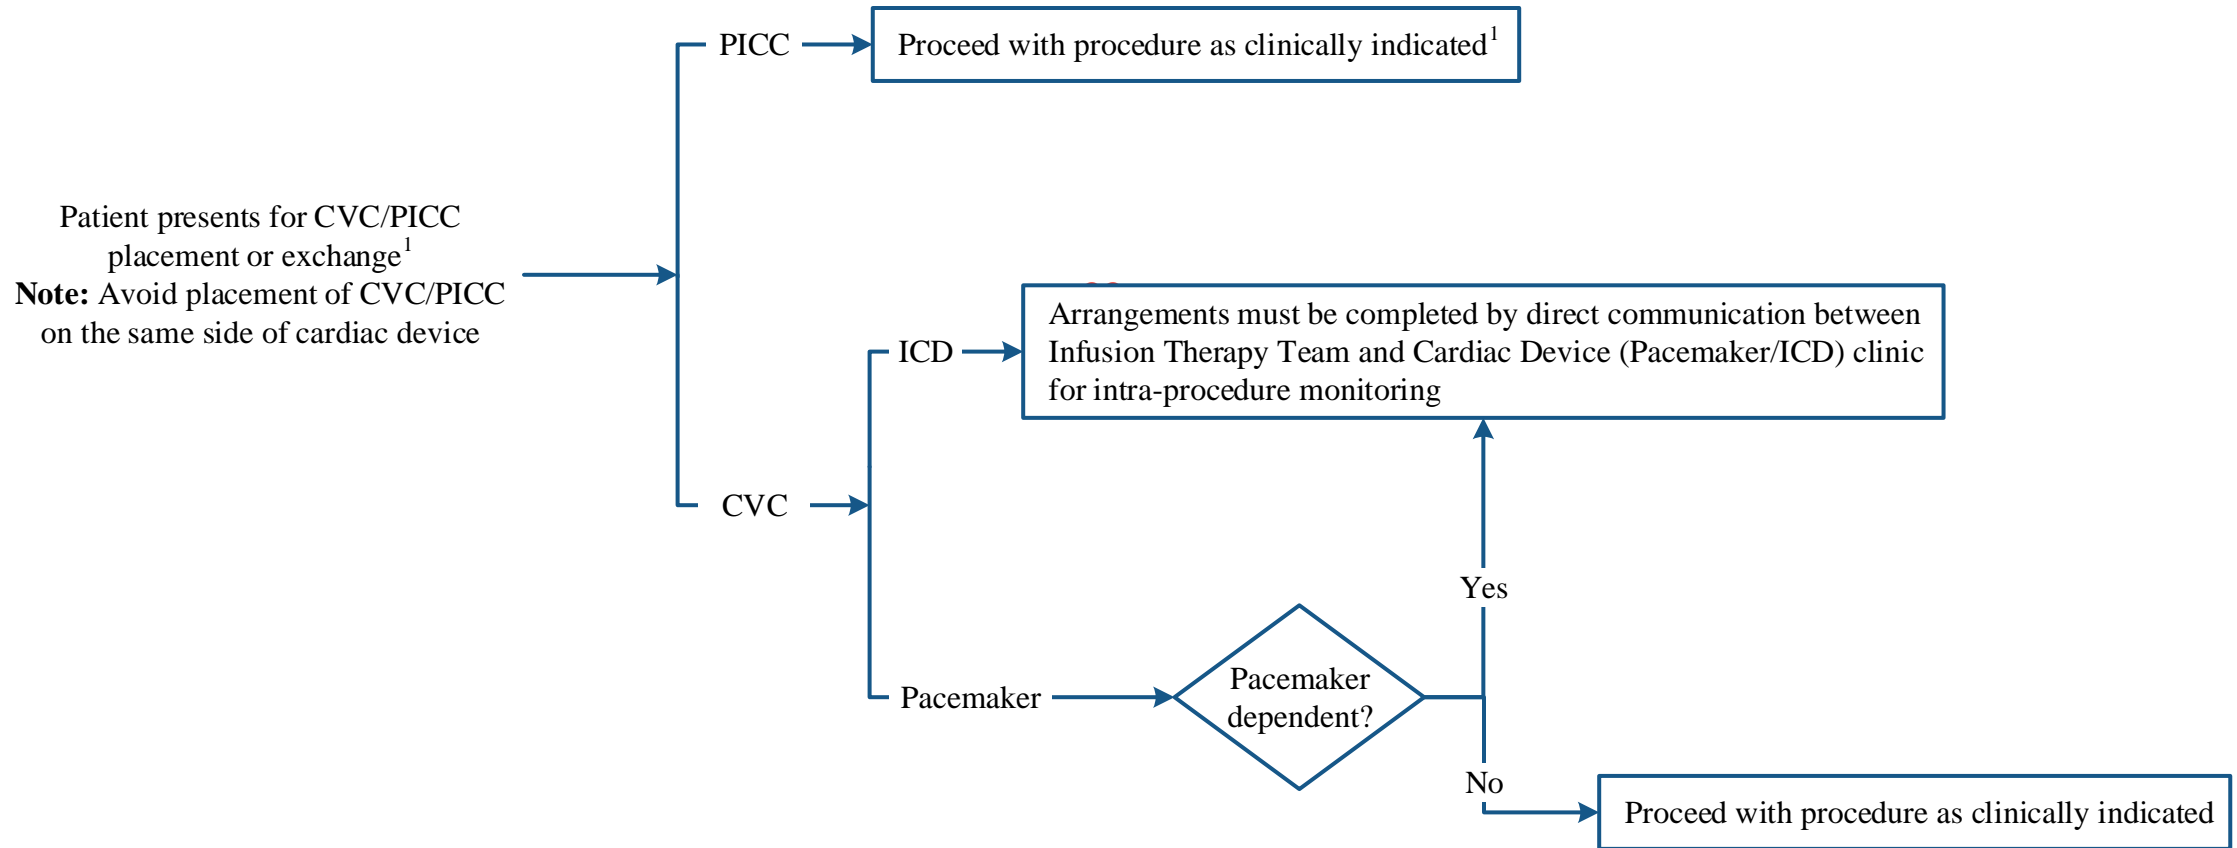 PICC
Proceed with procedure as clinically indicated1
Patient presents for CVC/PICC
placement or exchange1
Note: Avoid placement of CVC/PICC
on the same side of cardiac device
ICD
Arrangements must be completed by direct communication between
Infusion Therapy Team and Cardiac Device (Pacemaker/ICD) clinic
for intra-procedure monitoring
CVC
Yes
Pacemaker
Pacemaker
dependent?
No
Proceed with procedure as clinically indicated